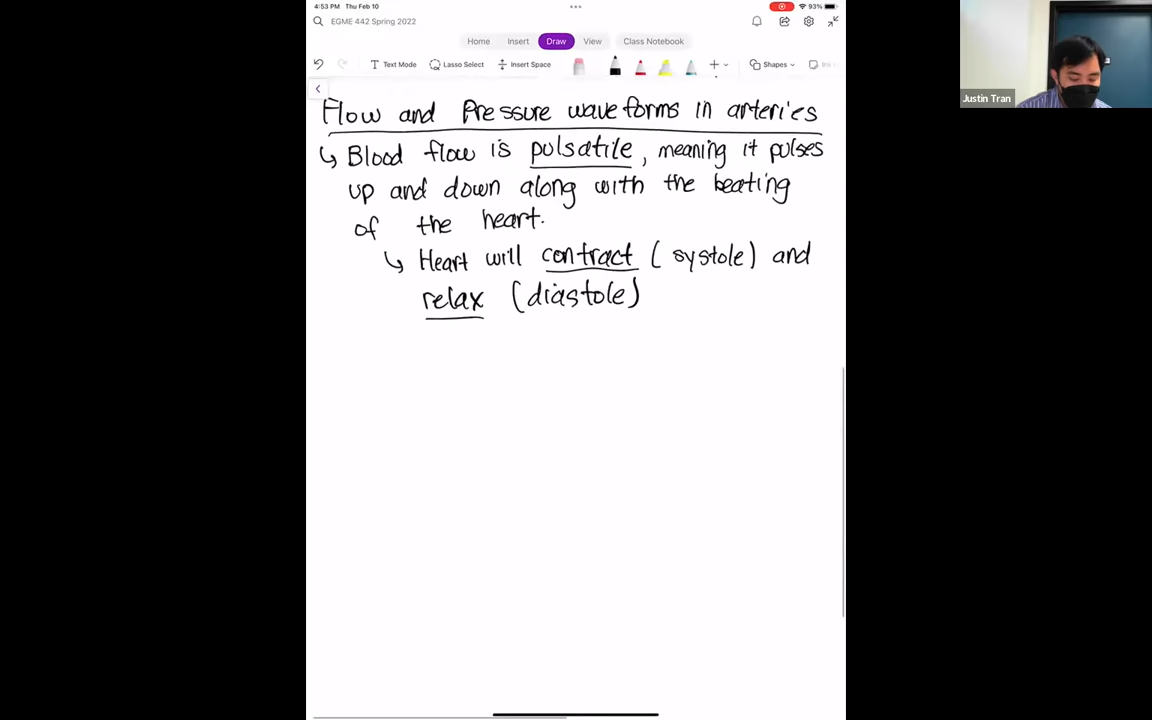 4:53 PM Thu Feb 10
93%
EGME 442 Spring 2022
Home Insert Draw View Class Notebook
Text Mode Lasso Select Insert Space Shapes Ink
Flow and Pressure waveforms in arteries
↳ Blood flow is pulsatile, meaning it pulses
up and down along with the beating
of the heart.
↳ Heart will contract (systole) and
relax (diastole)
Justin Tran